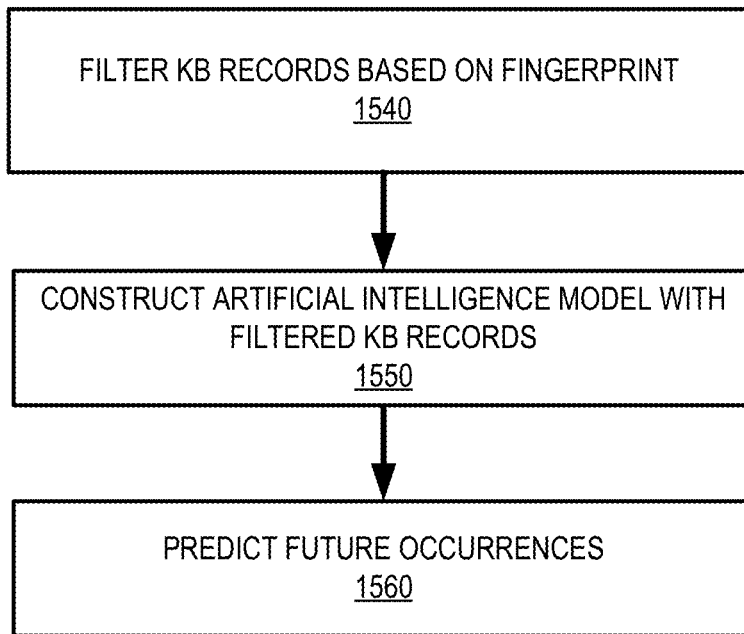 FILTER KB RECORDS BASED ON FINGERPRINT
1540
CONSTRUCT ARTIFICIAL INTELLIGENCE MODEL WITH
FILTERED KB RECORDS
1550
PREDICT FUTURE OCCURRENCES
1560